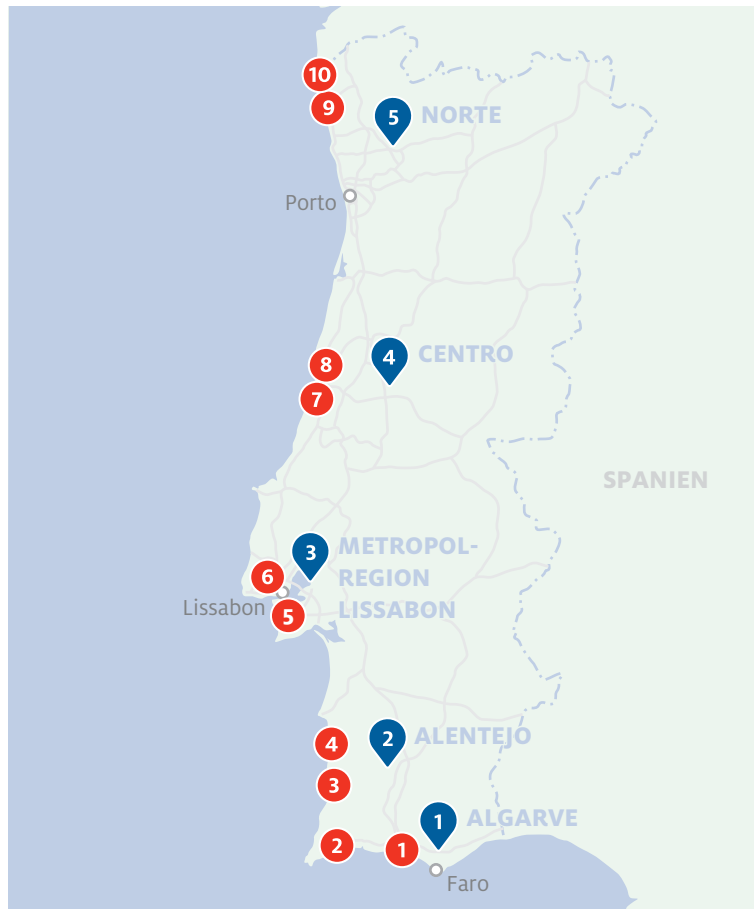 10
9
5
NORTE
Porto
8
4
CENTRO
7
SPANIEN
3
METROPOL-
REGION
LISSABON
6
Lissabon
5
2
ALENTEJO
4
3
1
ALGARVE
2
1
Faro